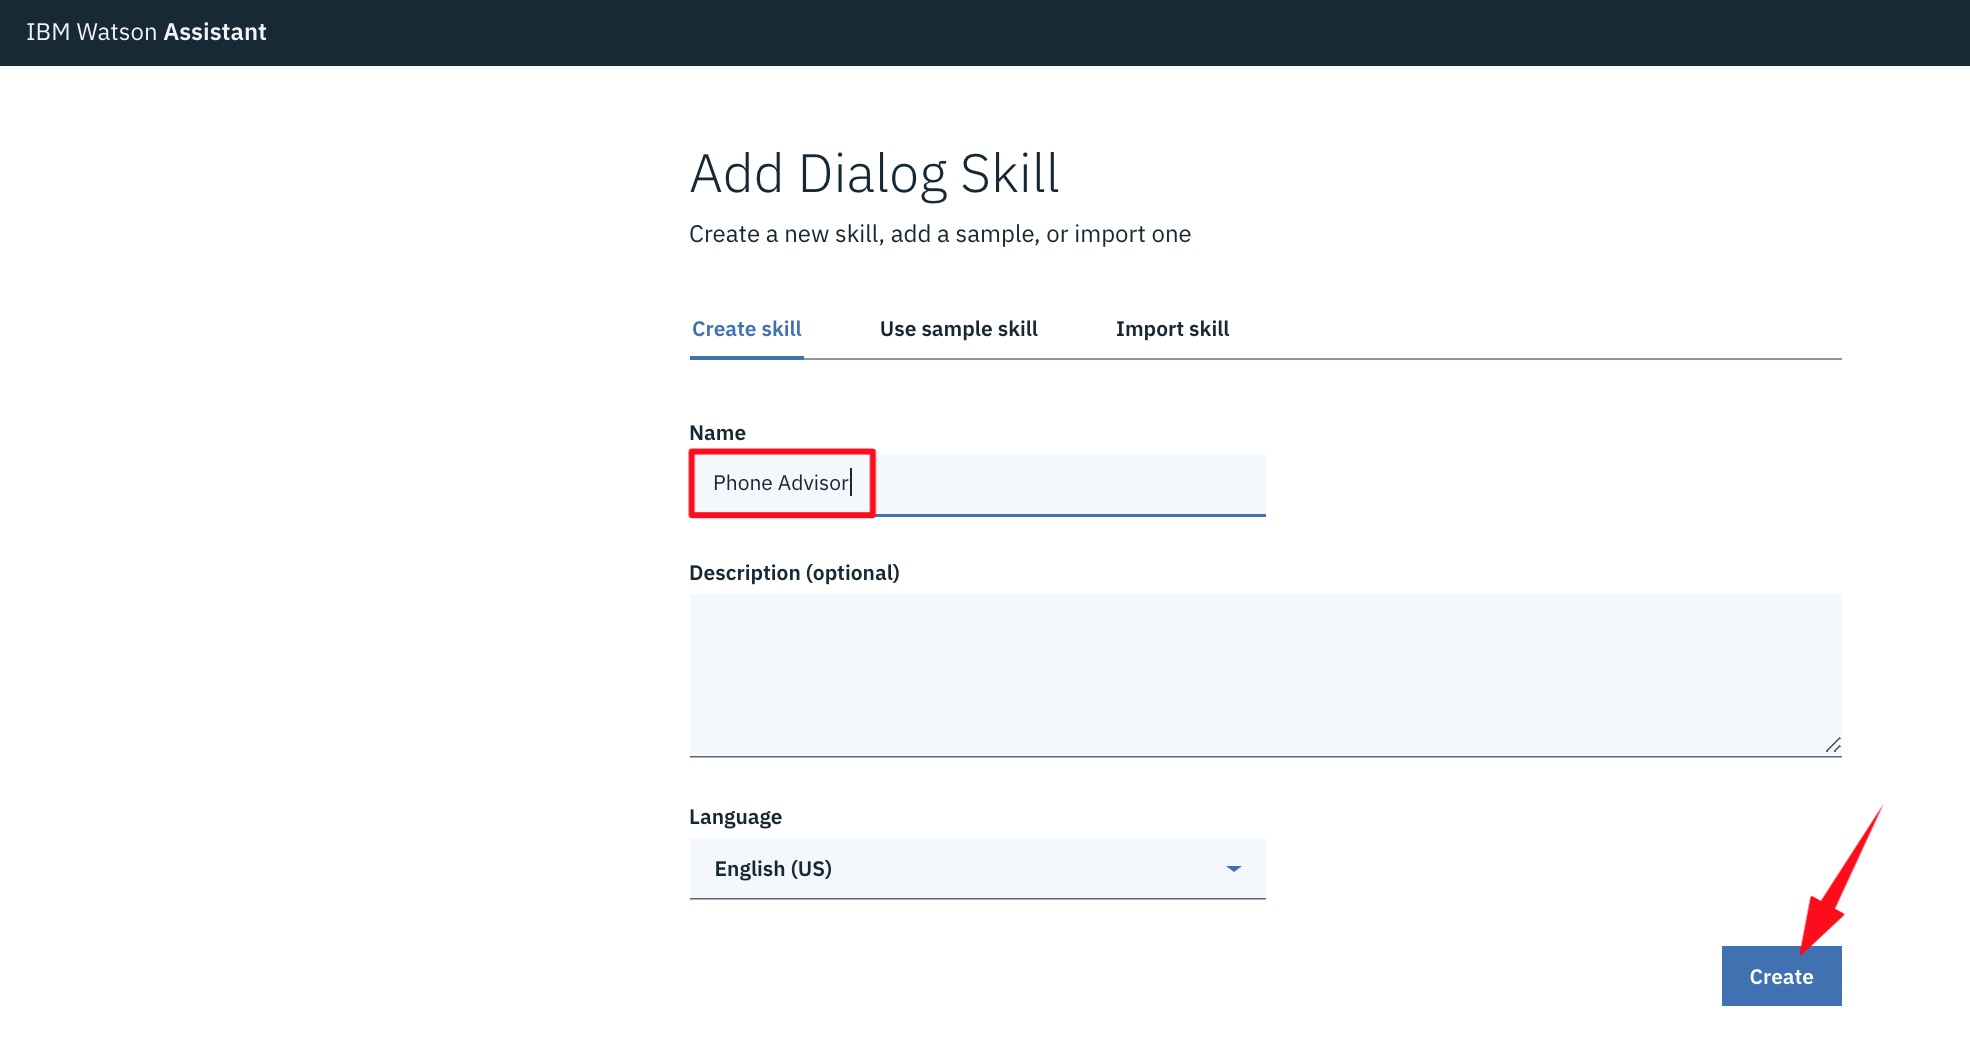 IBM Watson Assistant
Add Dialog Skill
Create a new skill, add a sample, or import one
Create skill Use sample skill Import skill
Name
Phone Advisor
Description (optional)
Language
English (US)
Create